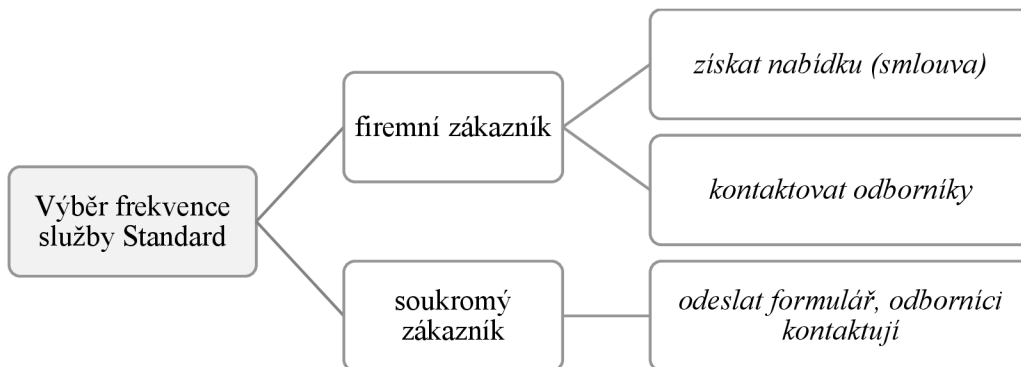 Výběr frekvence
služby Standard
firemní zákazník
získat nabídku (smlouva)
kontaktovat odborníky
soukromý
zákazník
odeslat formulář, odborníci
kontaktují